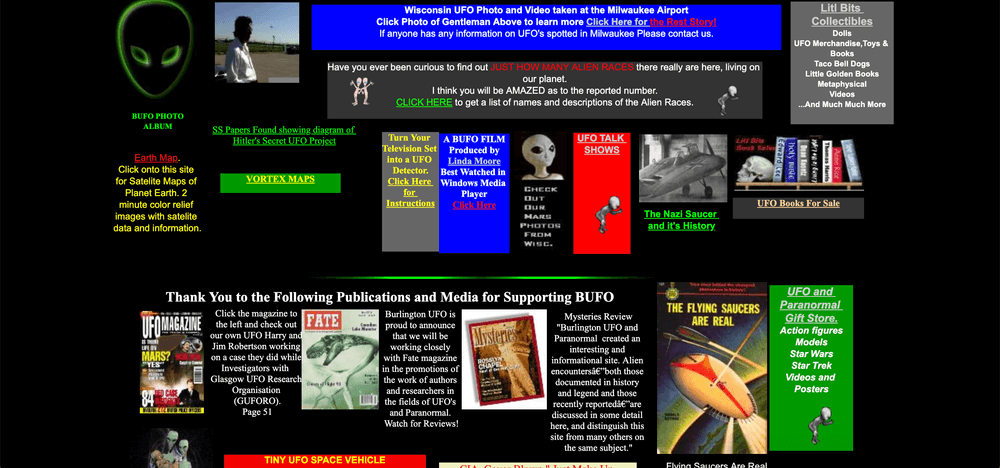 Wisconsin UFO Photo and Video taken at the Milwaukee Airport
Click Photo of Gentleman Above to learn more Click Here for the Rest Story!
If anyone has any information on UFO's spotted in Milwaukee Please contact us.
Litl Bits
Collectibles
Dolls
UFO Merchandise,Toys &
Books
Taco Bell Dogs
Little Golden Books
Metaphysical
Videos
...And Much Much More
Have you ever been curious to find out JUST HOW MANY ALIEN RACES there really are here, living on
our planet.
I think you will be AMAZED as to the reported number.
CLICK HERE to get a list of names and descriptions of the Alien Races.
BUFO PHOTO
ALBUM
Earth Map.
Click onto this site
for Satelite Maps of
Planet Earth. 2
minute color relief
images with satelite
data and information.
SS Papers Found showing diagram of
Hitler's Secret UFO Project
VORTEX MAPS
Turn Your
Television Set
into a UFO
Detector.
Click Here
for
Instructions
A BUFO FILM
Produced by
Linda Moore
Best Watched in
Windows Media
Player
Click Here
Check
Out
Our
Mars
Photos
From
Wisc.
UFO TALK
SHOWS
The Nazi Saucer
and it's History
Litl Bits
Book Sales
UFO Books For Sale
Thank You to the Following Publications and Media for Supporting BUFO
UFO MAGAZINE
MARS?
"YES"
84
Click the magazine to
the left and check out
our own UFO Harry and
Jim Robertson working
on a case they did while
Investigators with
Glasgow UFO Research
Organisation
(GUFORO).
Page 51
FATE
Burlington UFO is
proud to announce
that we will be
working closely
with Fate magazine
in the promotions of
the work of authors
and researchers in
the fields of UFO's
and Paranormal.
Watch for Reviews!
Mysteries
ROSSLYN
CHAPEL
Mysteries Review
"Burlington UFO and
Paranormal created an
interesting and
informational site. Alien
encountersâ€"both those
documented in history
and legend and those
recently reportedâ€"are
discussed in some detail
here, and distinguish this
site from many others on
the same subject."
THE FLYING SAUCERS
ARE REAL
UFO and
Paranormal
Gift Store.
Action figures
Models
Star Wars
Star Trek
Videos and
Posters
TINY UFO SPACE VEHICLE
Flying Saucers Are Real